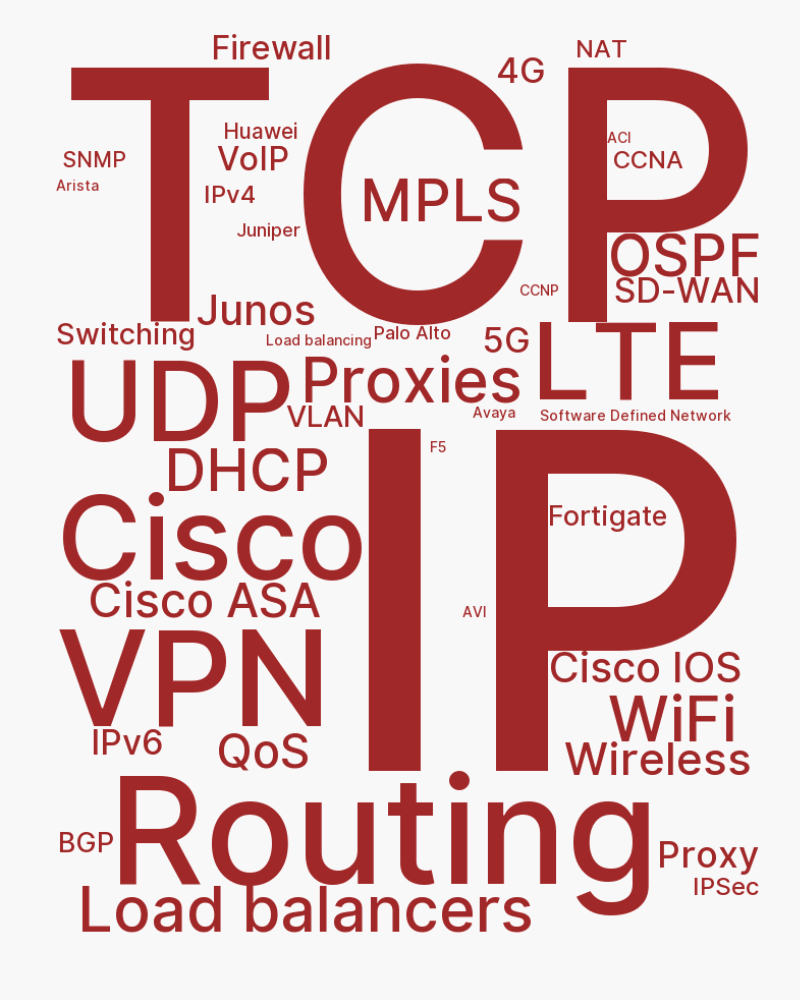 Firewall
4G
NAT
TCP
Huawei
ACI
SNMP
VoIP
CCNA
Arista
IPv4
MPLS
Juniper
OSPF
CCNP
SD-WAN
Junos
Switching
Load balancing
Palo Alto
5G
LTE
UDP
Proxies
VLAN
Avaya
Software Defined Network
DHCP
F5
IP
Cisco
Fortigate
Cisco ASA
AVI
VPN
Cisco IOS
WiFi
IPv6
QoS
Wireless
Routing
BGP
Proxy
IPSec
Load balancers